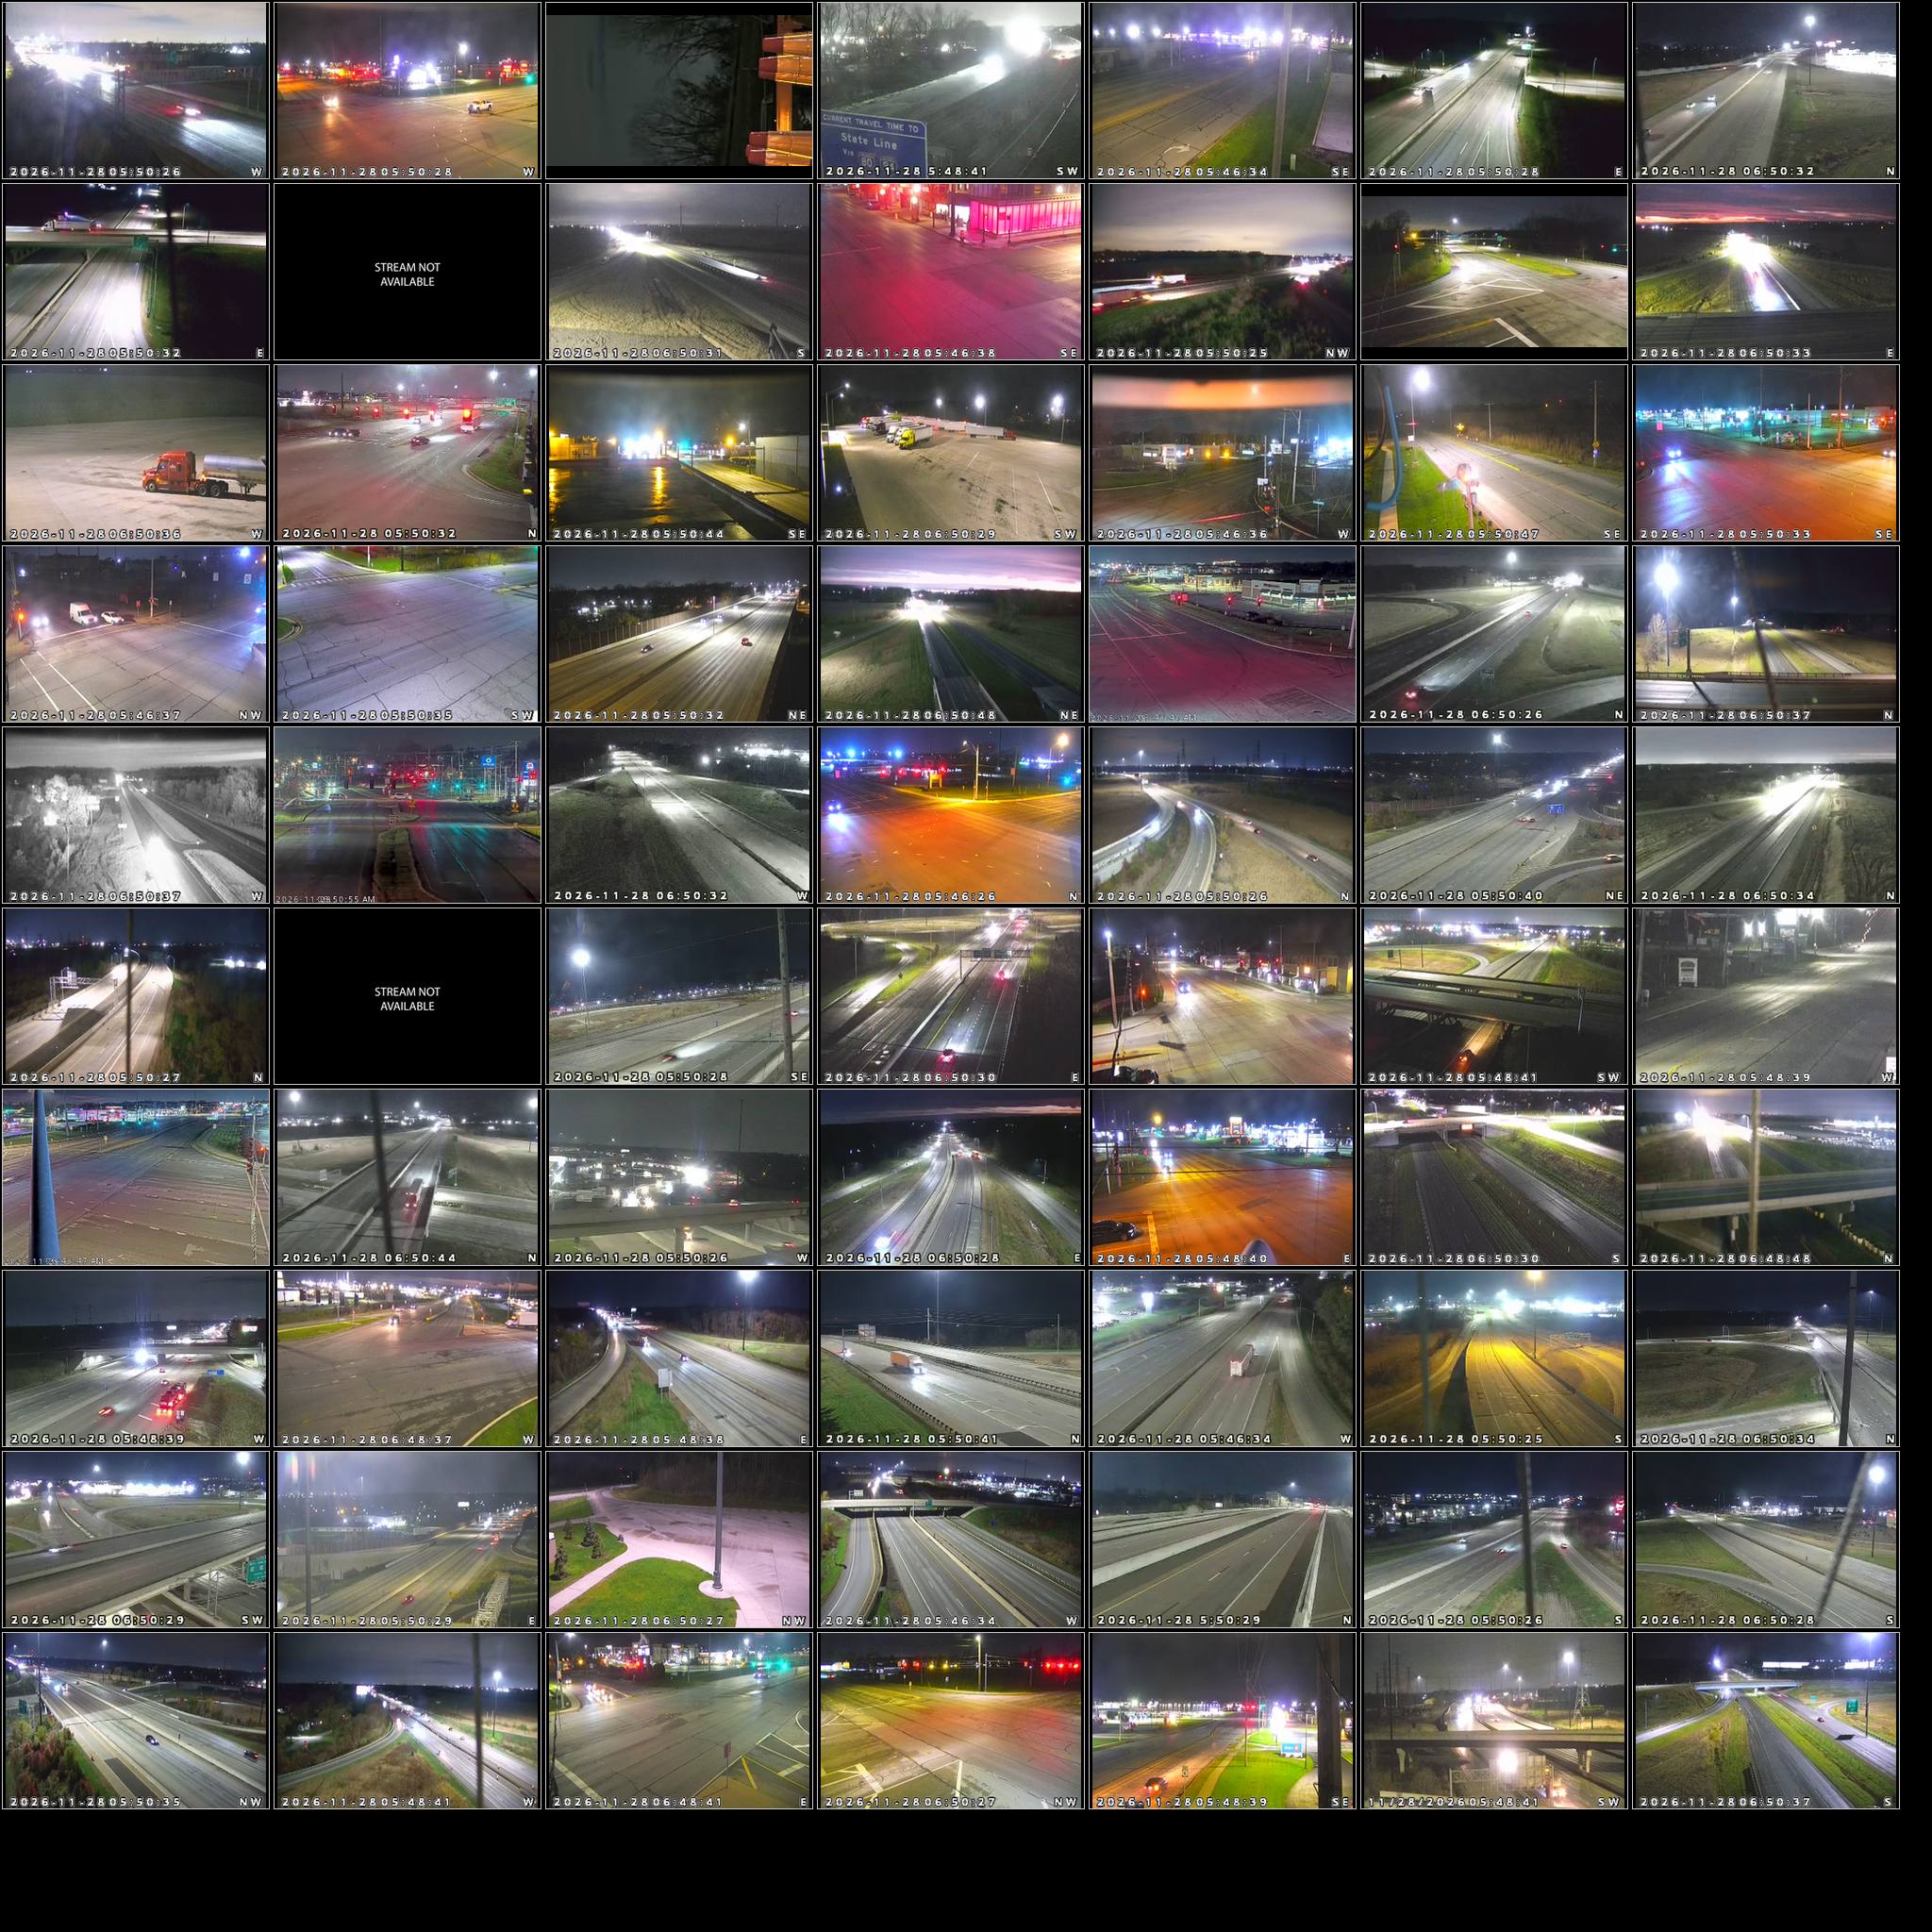 2026-11-28 05:50:26 W
2026-11-28 05:50:28 W
CURRENT TRAVEL TIME TO
State Line
VIA 80
2026-11-28 5:48:41 SW
2026-11-28 05:46:34 SE
2026-11-28 05:50:28 E
2026-11-28 06:50:32 N
2026-11-28 05:50:32 E
STREAM NOT
AVAILABLE
2026-11-28 06:50:31 S
2026-11-28 05:46:38 SE
2026-11-28 05:50:25 NW
2026-11-28 06:50:33 E
2026-11-28 06:50:36 W
2026-11-28 05:50:32 N
2026-11-28 05:50:44 SE
2026-11-28 06:50:29 SW
2026-11-28 05:46:36 W
2026-11-28 05:50:47 SE
2026-11-28 05:50:33 SE
2026-11-28 05:46:37 NW
2026-11-28 05:50:35 SW
2026-11-28 05:50:32 NE
2026-11-28 06:50:48 NE
2026-11-28 06:50:26 N
2026-11-28 06:50:37 N
2026-11-28 06:50:37 W
2026-11-28 06:50:32 W
2026-11-28 05:46:26 N
2026-11-28 05:50:26 N
2026-11-28 05:50:40 NE
2026-11-28 06:50:34 N
2026-11-28 05:50:27 N
STREAM NOT
AVAILABLE
2026-11-28 05:50:28 SE
2026-11-28 06:50:30 E
2026-11-28 05:48:41 SW
2026-11-28 05:48:39 W
2026-11-28 06:50:44 N
2026-11-28 05:50:26 W
2026-11-28 06:50:28 E
2026-11-28 05:48:40 E
2026-11-28 06:50:30 S
2026-11-28 06:48:48 N
2026-11-28 05:48:39 W
2026-11-28 06:48:37 W
2026-11-28 05:48:38 E
2026-11-28 05:50:41 N
2026-11-28 05:46:34 W
2026-11-28 05:50:25 S
2026-11-28 06:50:34 N
2026-11-28 06:50:29 SW
2026-11-28 05:50:29 E
2026-11-28 06:50:27 NW
2026-11-28 05:46:34 W
2026-11-28 5:50:29 N
2026-11-28 05:50:26 S
2026-11-28 06:50:28 S
2026-11-28 05:50:35 NW
2026-11-28 05:48:41 W
2026-11-28 06:48:41 E
2026-11-28 06:50:27 NW
2026-11-28 05:48:39 SE
11/28/2026 05:48:41 SW
2026-11-28 06:50:37 S